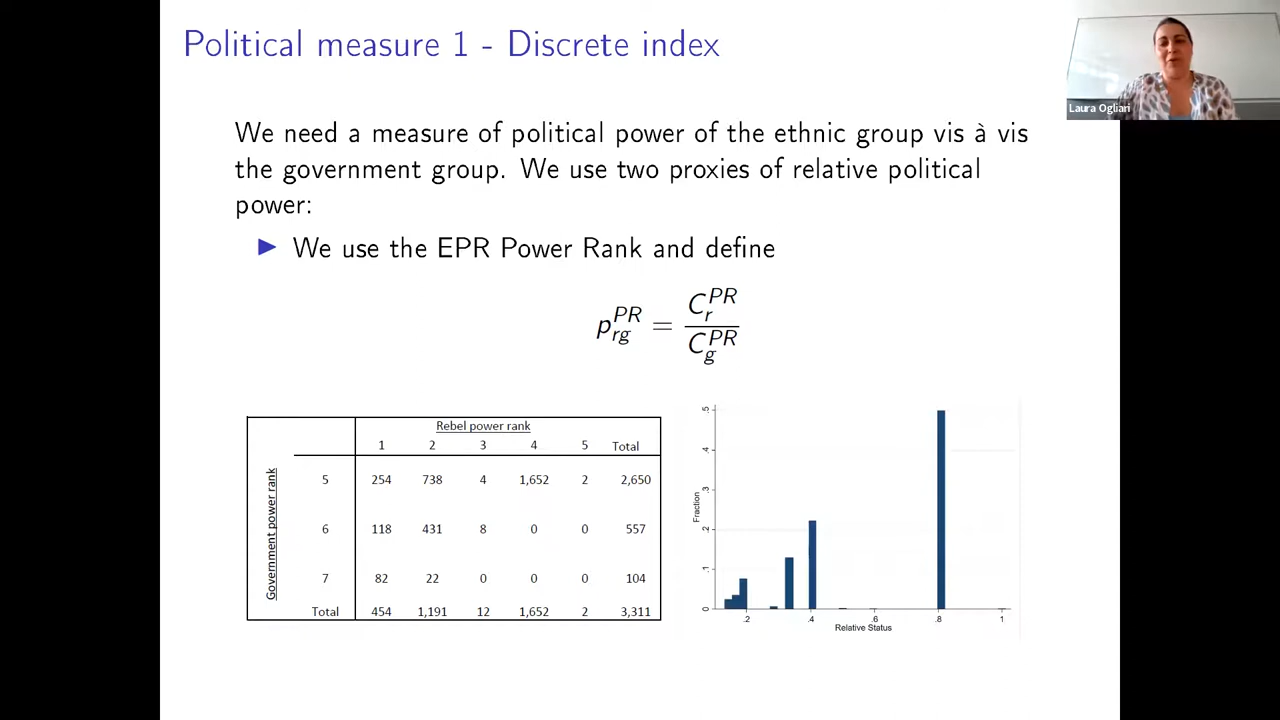 Political measure 1 - Discrete index
Laura Ogliari
We need a measure of political power of the ethnic group vis à vis
the government group. We use two proxies of relative political
power:
▶ We use the EPR Power Rank and define
p_{rg}^{PR} = \frac{C_r^{PR}}{C_g^{PR}}
Rebel power rank
1 2 3 4 5 Total
Government power rank
5 254 738 4 1,652 2 2,650
6 118 431 8 0 0 557
7 82 22 0 0 0 104
Total 454 1,191 12 1,652 2 3,311
Fraction
.5
.4
.3
.2
.1
0
.2 .4 .6 .8 1
Relative Status